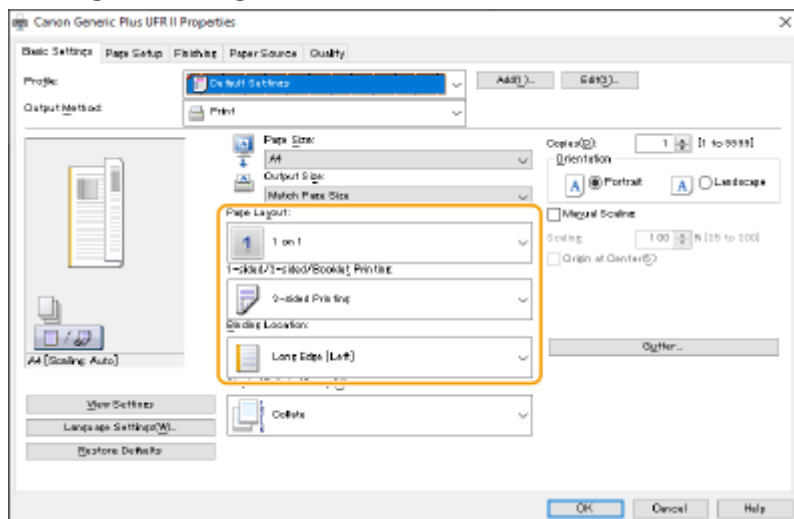 Canon Generic Plus UFR II Properties
Basic Settings Page Setup Finishing Paper Source Quality
Profile: Default Settings Add(1)... Edit(3)...
Output Method: Print
Page Size:
A4
Output Size:
Match Page Size
Copies(2): 1 [1 to 9999]
Orientation
A Portrait A Landscape
Page Layout:
1 1 on 1
Manual Scaling
Scaling: 100 % [25 to 200]
1-sided/2-sided/Booklet Printing:
Origin at Center(5)
2-sided Printing
Binding Location:
Long Edge [Left]
Gutter...
A4 [Scaling: Auto]
Collate
View Settings
Language Settings(W)...
Restore Defaults
OK Cancel Help